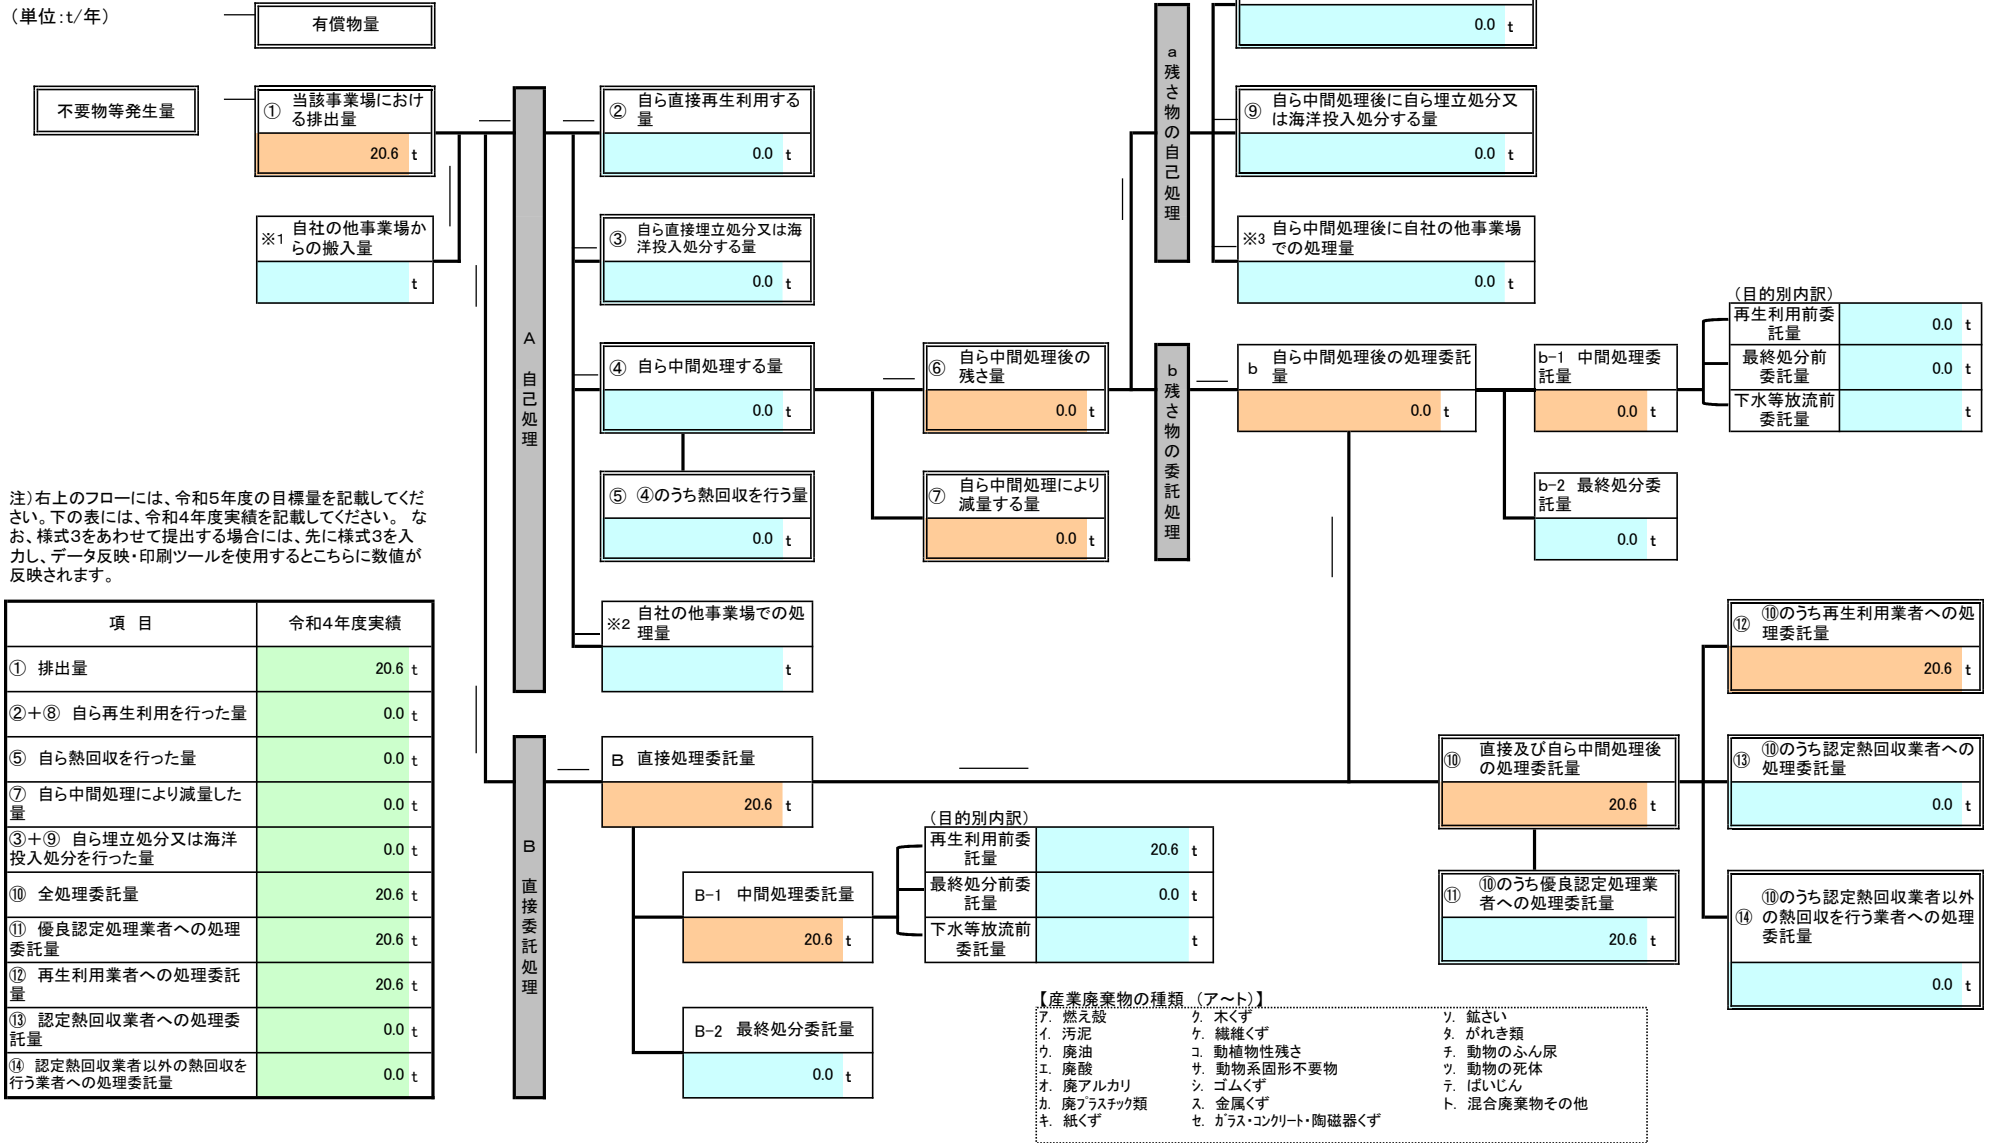 (単位:t/年)
有償物量
0.0 t
不要物等発生量
① 当該事業場におけ
る排出量
20.6 t
※1 自社の他事業場か
らの搬入量
t
A 自己処理
② 自ら直接再生利用する
量
0.0 t
③ 自ら直接埋立処分又は海
洋投入処分する量
0.0 t
④ 自ら中間処理する量
0.0 t
⑤ ④のうち熱回収を行う量
0.0 t
※2 自社の他事業場での処
理量
t
⑥ 自ら中間処理後の
残さ量
0.0 t
⑦ 自ら中間処理により
減量する量
0.0 t
a 残さ物の自己処理
⑨ 自ら中間処理後に自ら埋立処分又
は海洋投入処分する量
0.0 t
※3 自ら中間処理後に自社の他事業場
での処理量
0.0 t
b 残さ物の委託処理
b 自ら中間処理後の処理委託
量
0.0 t
b-1 中間処理委
託量
0.0 t
(目的別内訳)
再生利用前委
託量
0.0 t
最終処分前
委託量
0.0 t
下水等放流前
委託量
t
b-2 最終処分委
託量
0.0 t
注)右上のフローには、令和5年度の目標量を記載してくだ
さい。下の表には、令和4年度実績を記載してください。 な
お、様式3をあわせて提出する場合には、先に様式3を入
力し、データ反映・印刷ツールを使用するとこちらに数値が
反映されます。
項 目 令和4年度実績
① 排出量 20.6 t
②+⑧ 自ら再生利用を行った量 0.0 t
⑤ 自ら熱回収を行った量 0.0 t
⑦ 自ら中間処理により減量した
量 0.0 t
③+⑨ 自ら埋立処分又は海洋
投入処分を行った量 0.0 t
⑩ 全処理委託量 20.6 t
⑪ 優良認定処理業者への処理
委託量 20.6 t
⑫ 再生利用業者への処理委託
量 20.6 t
⑬ 認定熱回収業者への処理委
託量 0.0 t
⑭ 認定熱回収業者以外の熱回収を
行う業者への処理委託量 0.0 t
B 直接委託処理
B 直接処理委託量
20.6 t
B-1 中間処理委託量
20.6 t
(目的別内訳)
再生利用前委
託量
20.6 t
最終処分前委
託量
0.0 t
下水等放流前
委託量
t
B-2 最終処分委託量
0.0 t
⑩ 直接及び自ら中間処理後
の処理委託量
20.6 t
⑪ ⑩のうち優良認定処理業
者への処理委託量
20.6 t
⑫ ⑩のうち再生利用業者への処
理委託量
20.6 t
⑬ ⑩のうち認定熱回収業者への
処理委託量
0.0 t
⑭ ⑩のうち認定熱回収業者以外
の熱回収を行う業者への処理
委託量
0.0 t
【産業廃棄物の種類 (ア~ト)】
ア. 燃え殻 ク. 木くず ソ. 鉱さい
イ. 汚泥 ケ. 繊維くず タ. がれき類
ウ. 廃油 コ. 動植物性残さ チ. 動物のふん尿
エ. 廃酸 サ. 動物系固形不要物 ツ. 動物の死体
オ. 廃アルカリ シ. ゴムくず テ. ばいじん
カ. 廃プラスチック類 ス. 金属くず ト. 混合廃棄物その他
キ. 紙くず セ. ガラス・コンクリート・陶磁器くず